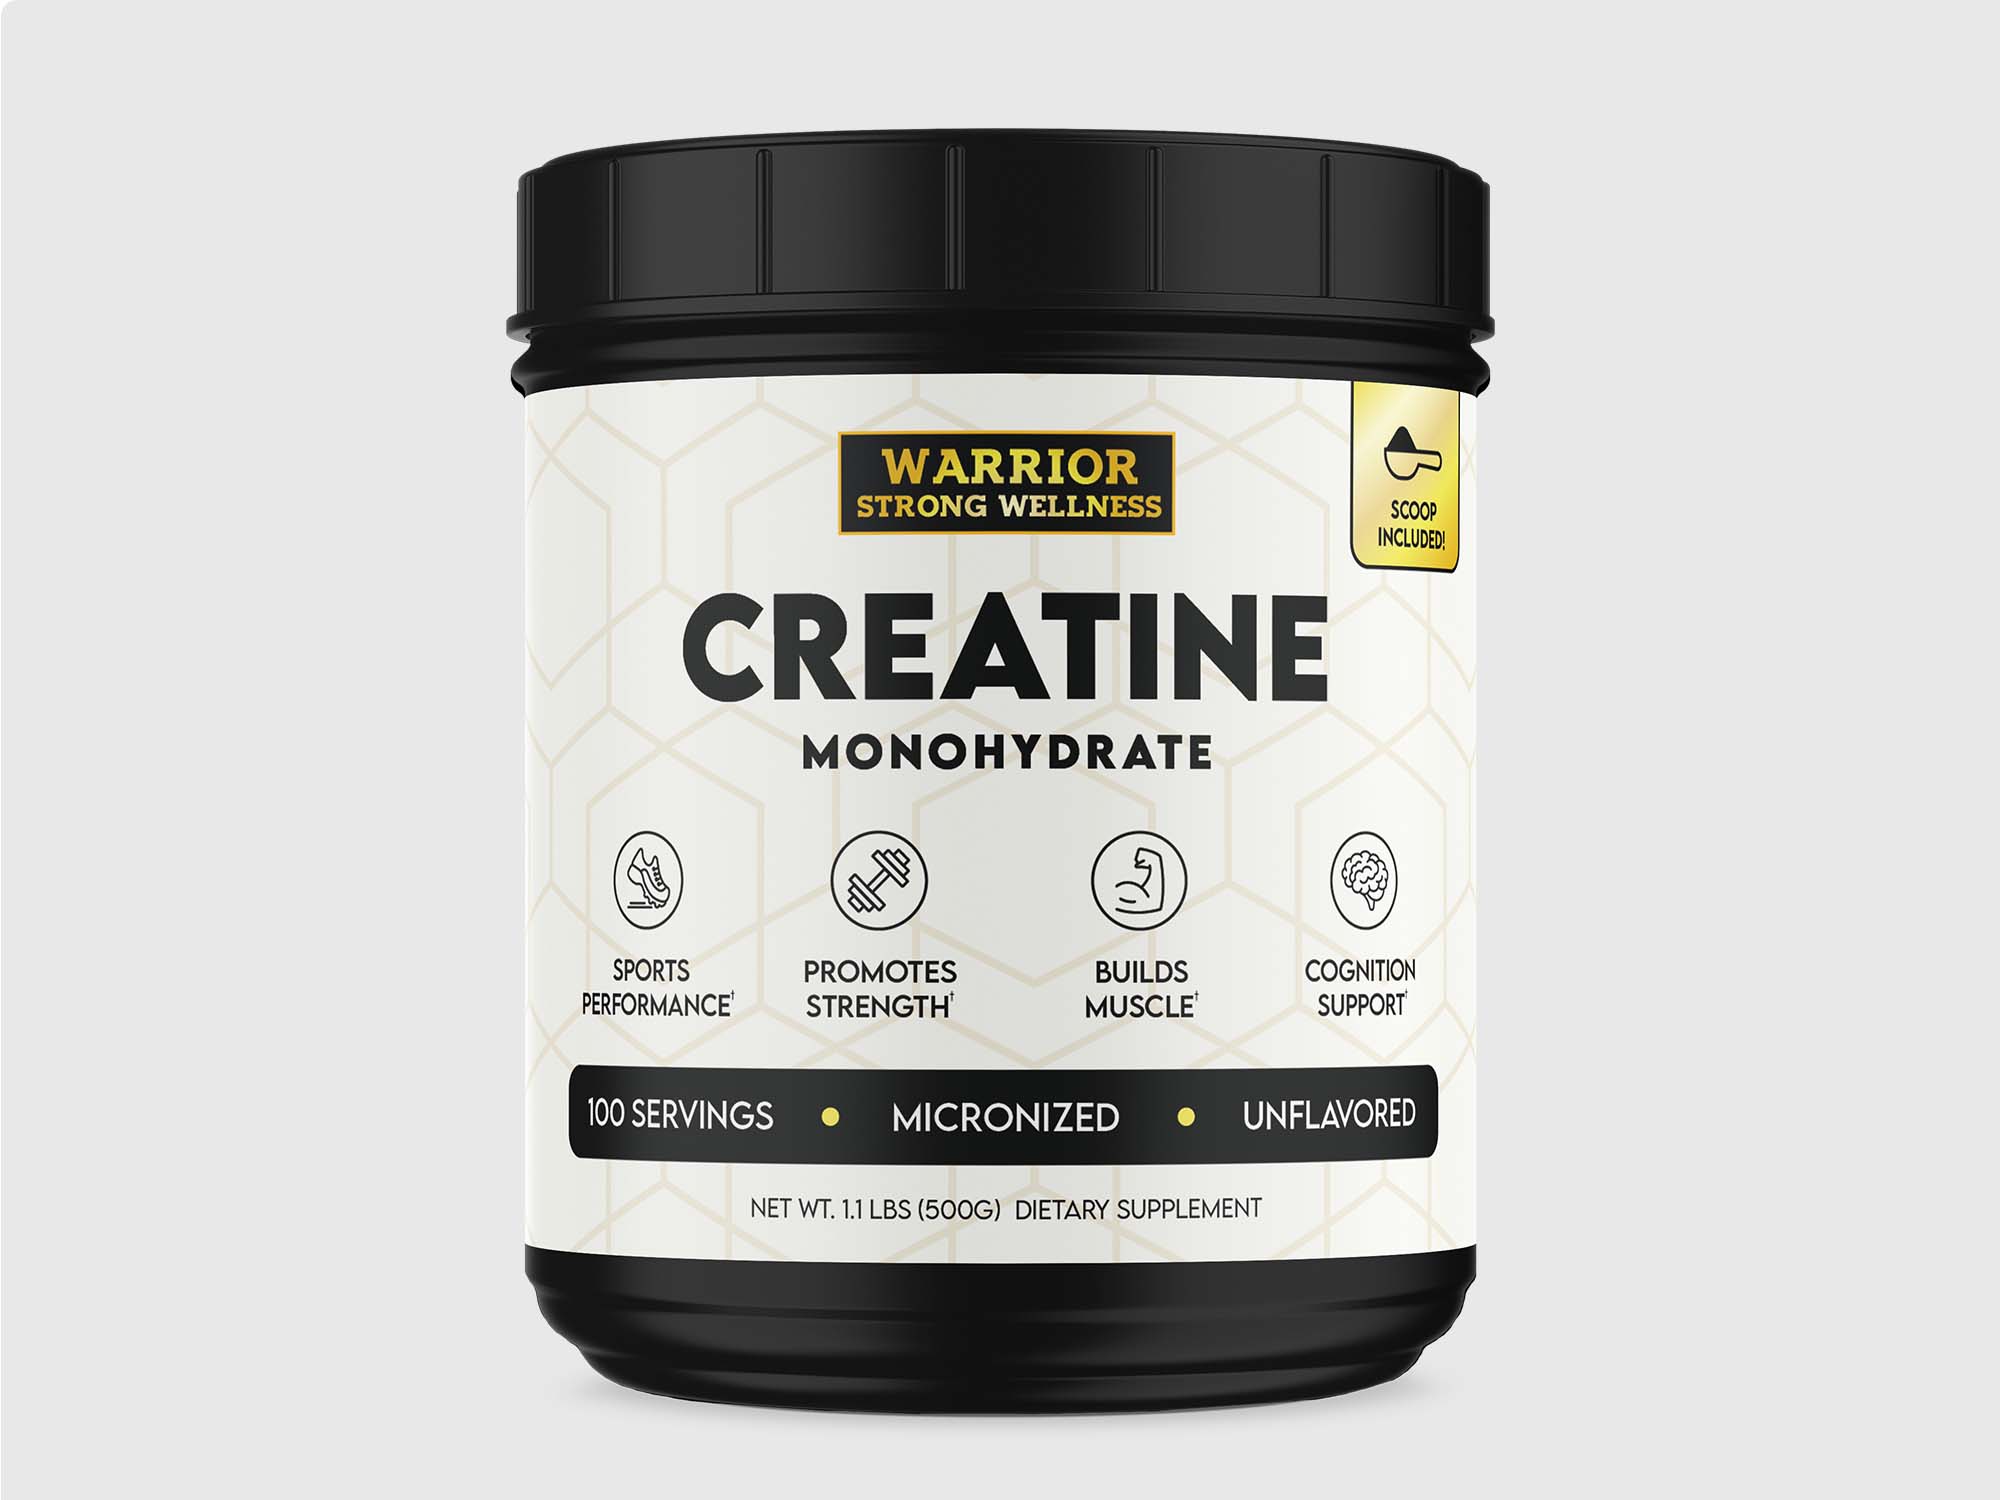 WARRIOR
STRONG WELLNESS
SCOOP
INCLUDED!
CREATINE
MONOHYDRATE
SPORTS
PERFORMANCE†
PROMOTES
STRENGTH†
BUILDS
MUSCLE†
COGNITION
SUPPORT†
100 SERVINGS • MICRONIZED • UNFLAVORED
NET WT. 1.1 LBS (500G) DIETARY SUPPLEMENT